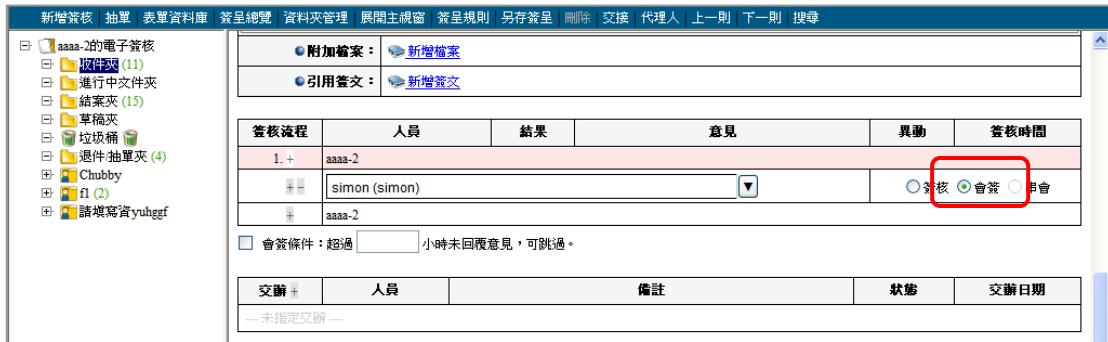 新增簽核 抽單 表單資料庫 簽呈總覽 資料夾管理 展開主視窗 簽呈規則 另存簽呈 刪除 交接 代理人 上一則 下一則 搜尋
aaaa-2的電子簽核
收件夾 (11)
進行中文件夾
結案夾 (15)
草稿夾
垃圾桶
退件/抽單夾 (4)
Chubby
f1 (2)
請填寫資yuhggf
附加檔案： 新增檔案
引用簽文： 新增簽文
簽核流程 人員 結果 意見 異動 簽核時間
1. + aaaa-2
+ - simon (simon) 簽核 會簽 串會
+ aaaa-2
會簽條件：超過 小時未回覆意見，可跳過。
交辦 + 人員 備註 狀態 交辦日期
--- 未指定交辦 ---